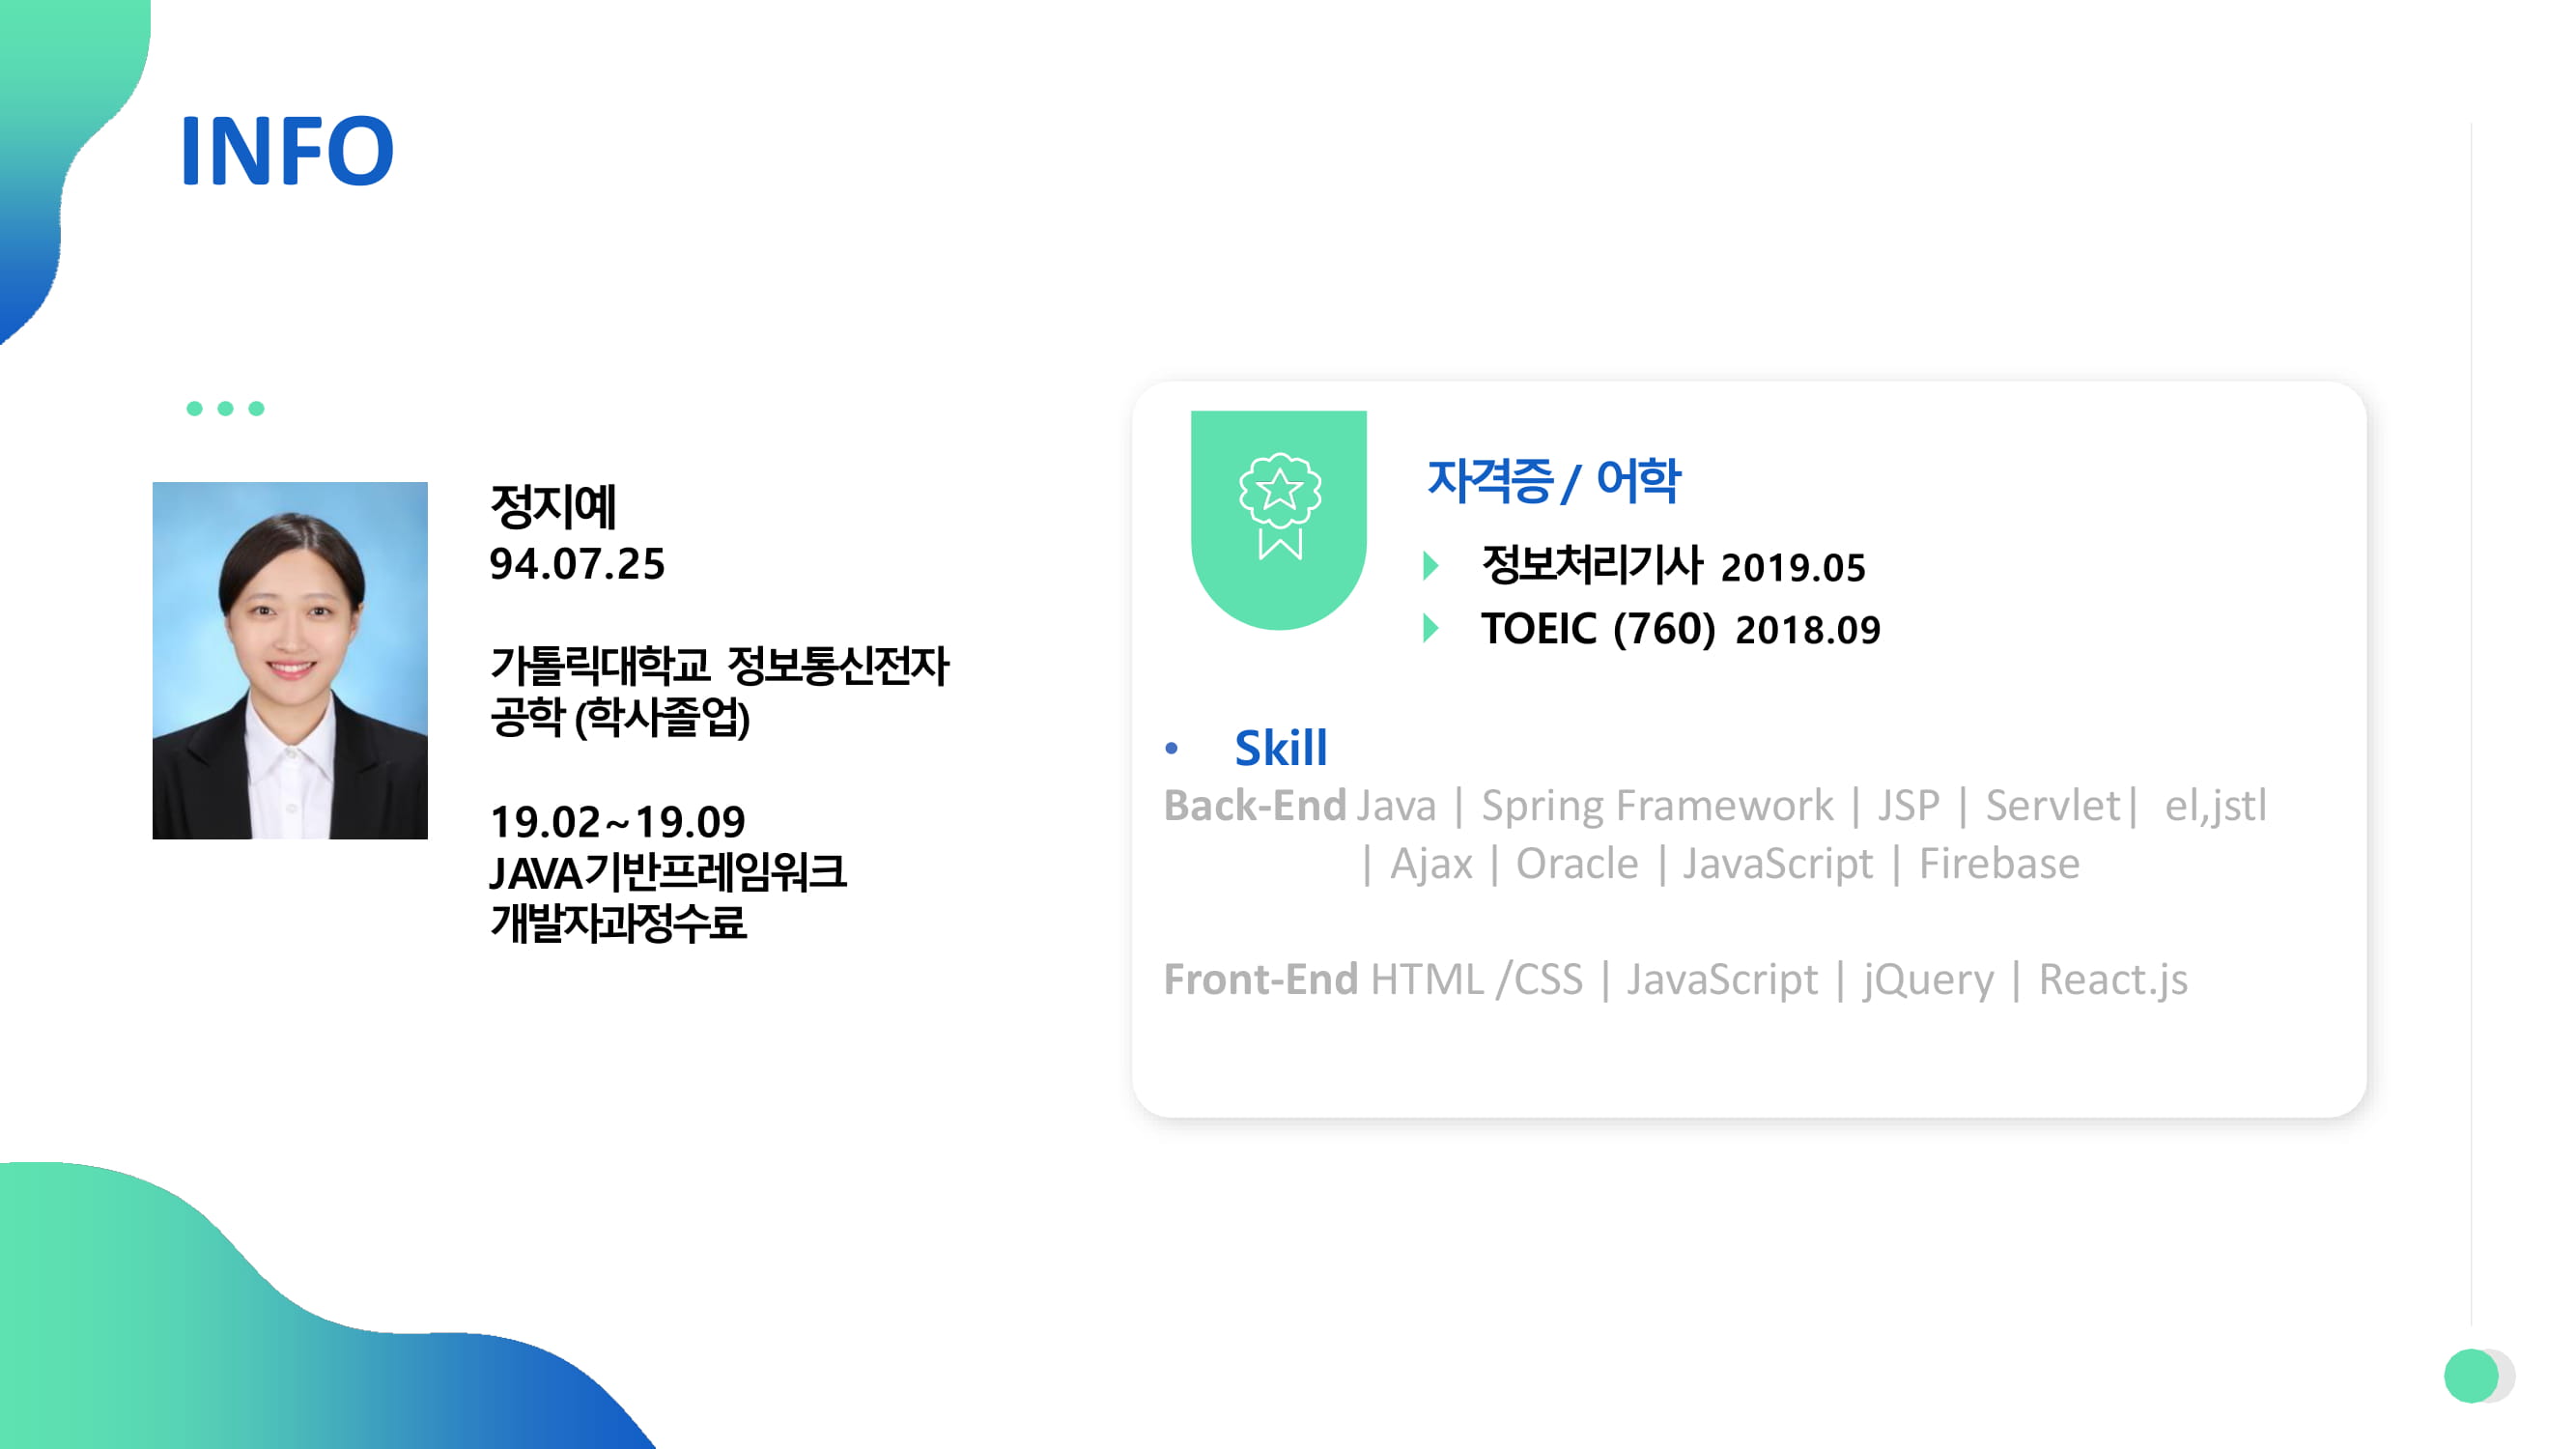 INFO
정지예
94.07.25
가톨릭대학교 정보통신전자
공학 (학사졸업)
19.02~19.09
JAVA기반프레임워크
개발자과정수료
자격증 / 어학
정보처리기사 2019.05
TOEIC (760) 2018.09
• Skill
Back-End Java | Spring Framework | JSP | Servlet| el,jstl
| Ajax | Oracle | JavaScript | Firebase
Front-End HTML /CSS | JavaScript | jQuery | React.js